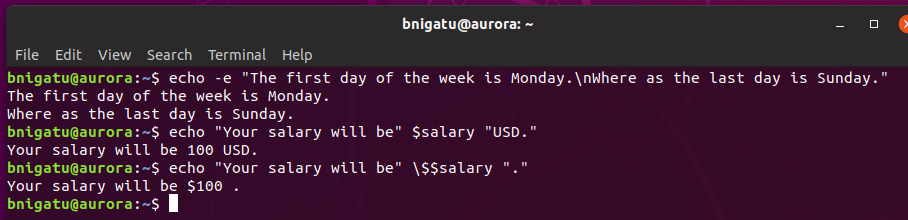 bnigatu@aurora: ~
File Edit View Search Terminal Help
bnigatu@aurora:~$ echo -e "The first day of the week is Monday.\nWhere as the last day is Sunday."
The first day of the week is Monday.
Where as the last day is Sunday.
bnigatu@aurora:~$ echo "Your salary will be" $salary "USD."
Your salary will be 100 USD.
bnigatu@aurora:~$ echo "Your salary will be" \$$salary "."
Your salary will be $100 .
bnigatu@aurora:~$